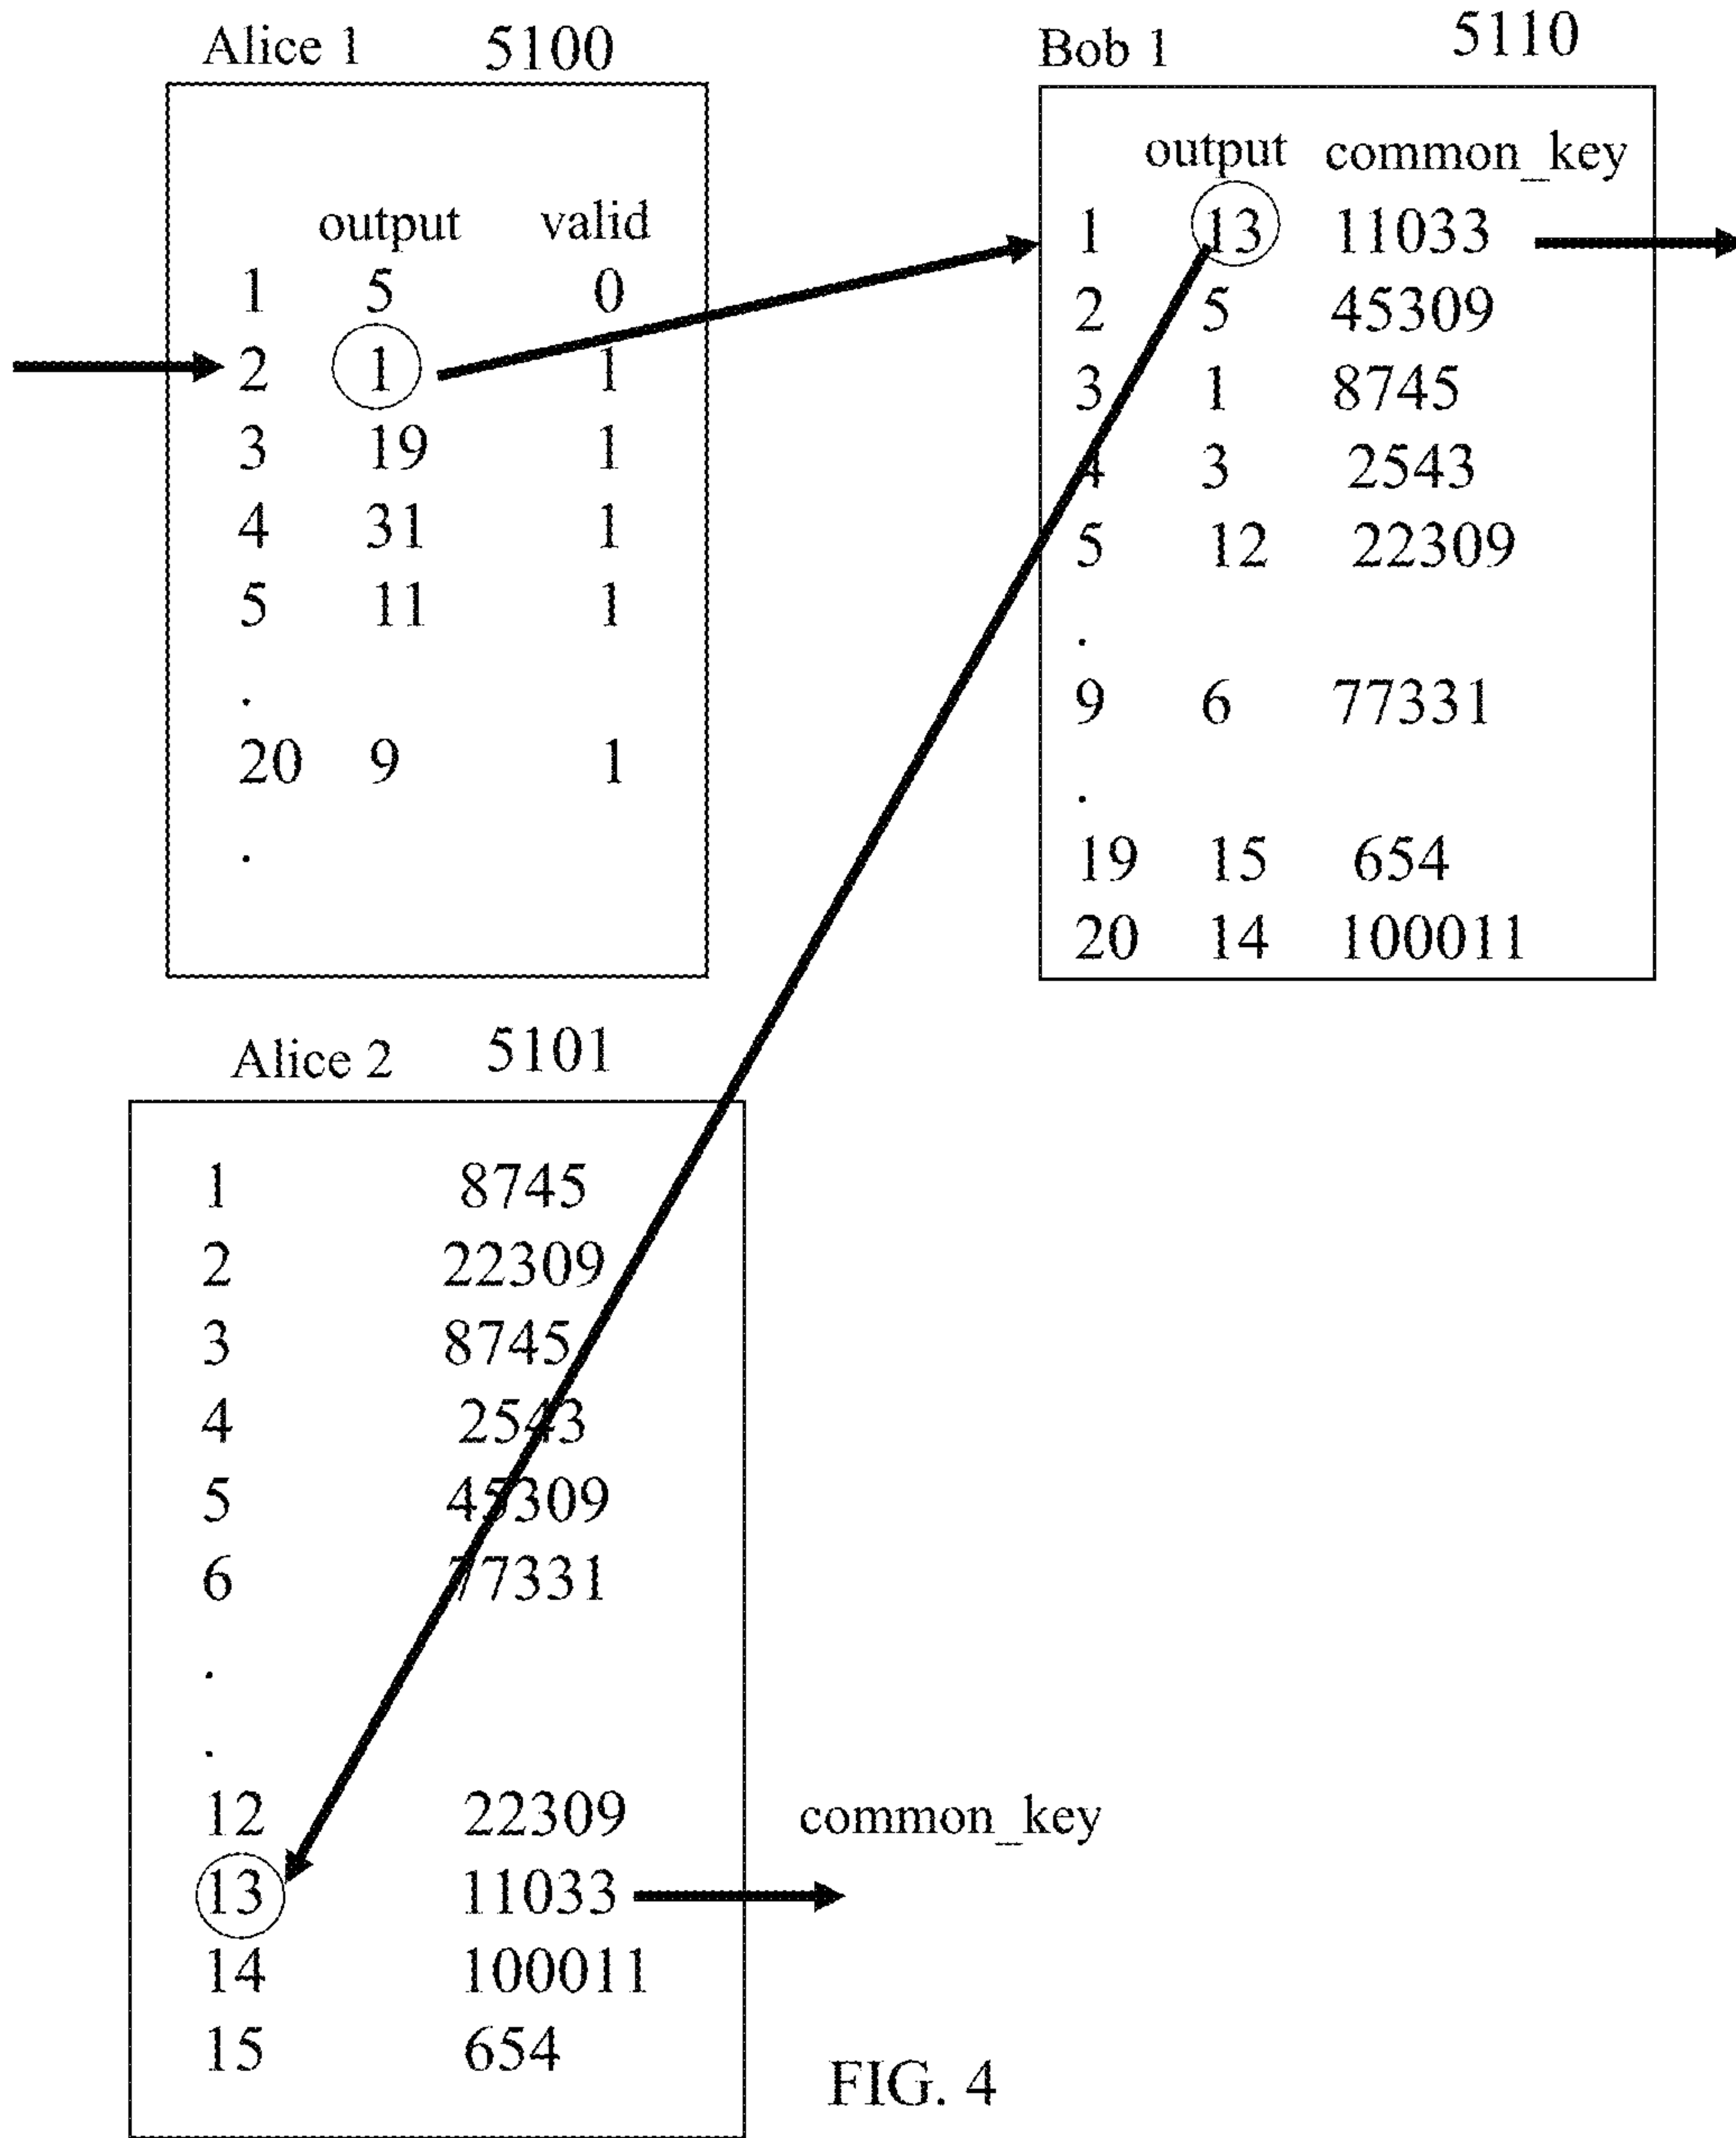 Alice 1 5100
output valid
1 5 0
2 1 1
3 19 1
4 31 1
5 11 1
.
20 9 1
.
Bob 1 5110
output common_key
1 13 11033
2 5 45309
3 1 8745
4 3 2543
5 12 22309
.
9 6 77331
.
19 15 654
20 14 100011
Alice 2 5101
1 8745
2 22309
3 8745
4 2543
5 45309
6 77331
.
.
12 22309
13 11033
14 100011
15 654
common_key
FIG. 4